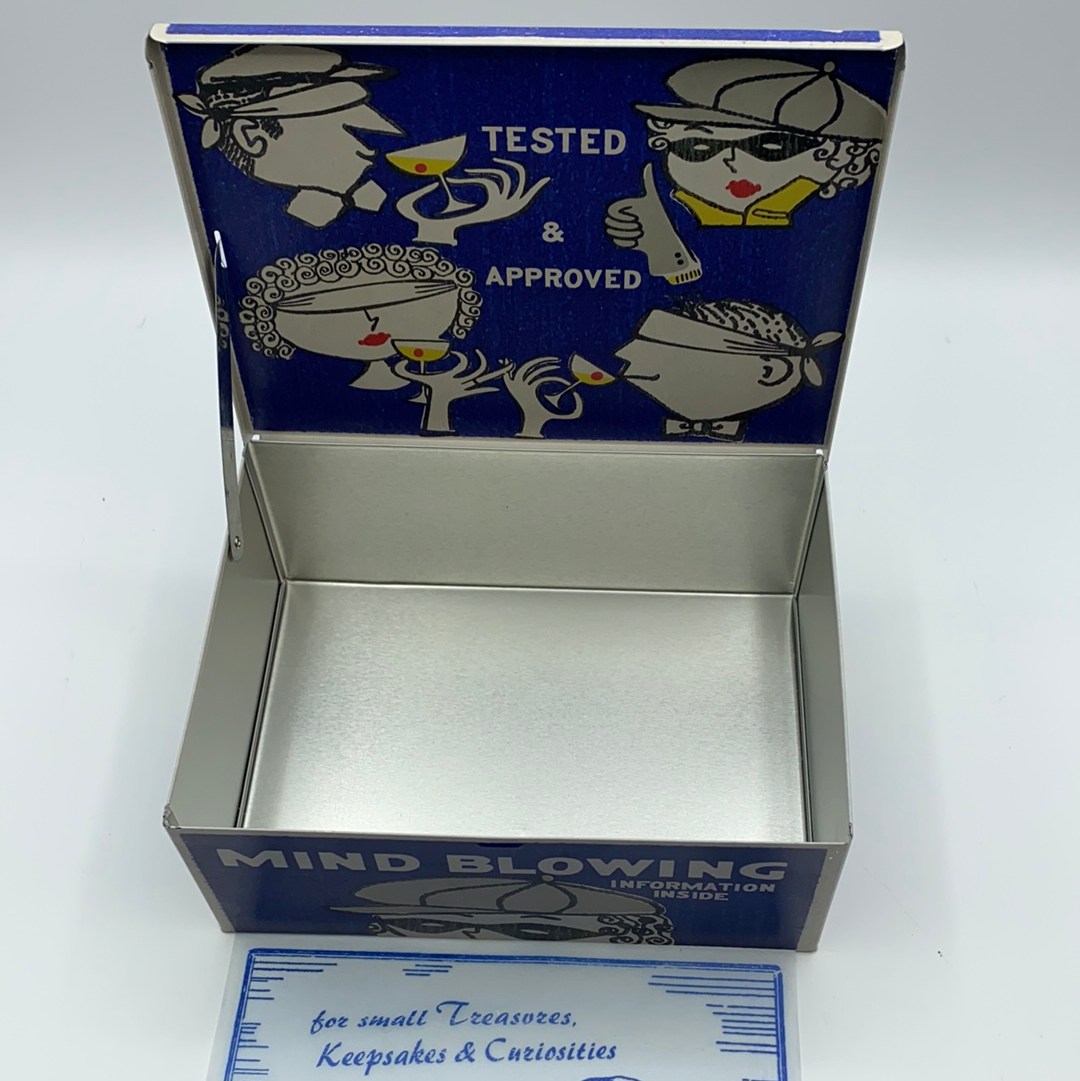 TESTED
&
APPROVED
MIND BLOWING
INFORMATION
INSIDE
for small Treasures,
Keepsakes & Curiosities